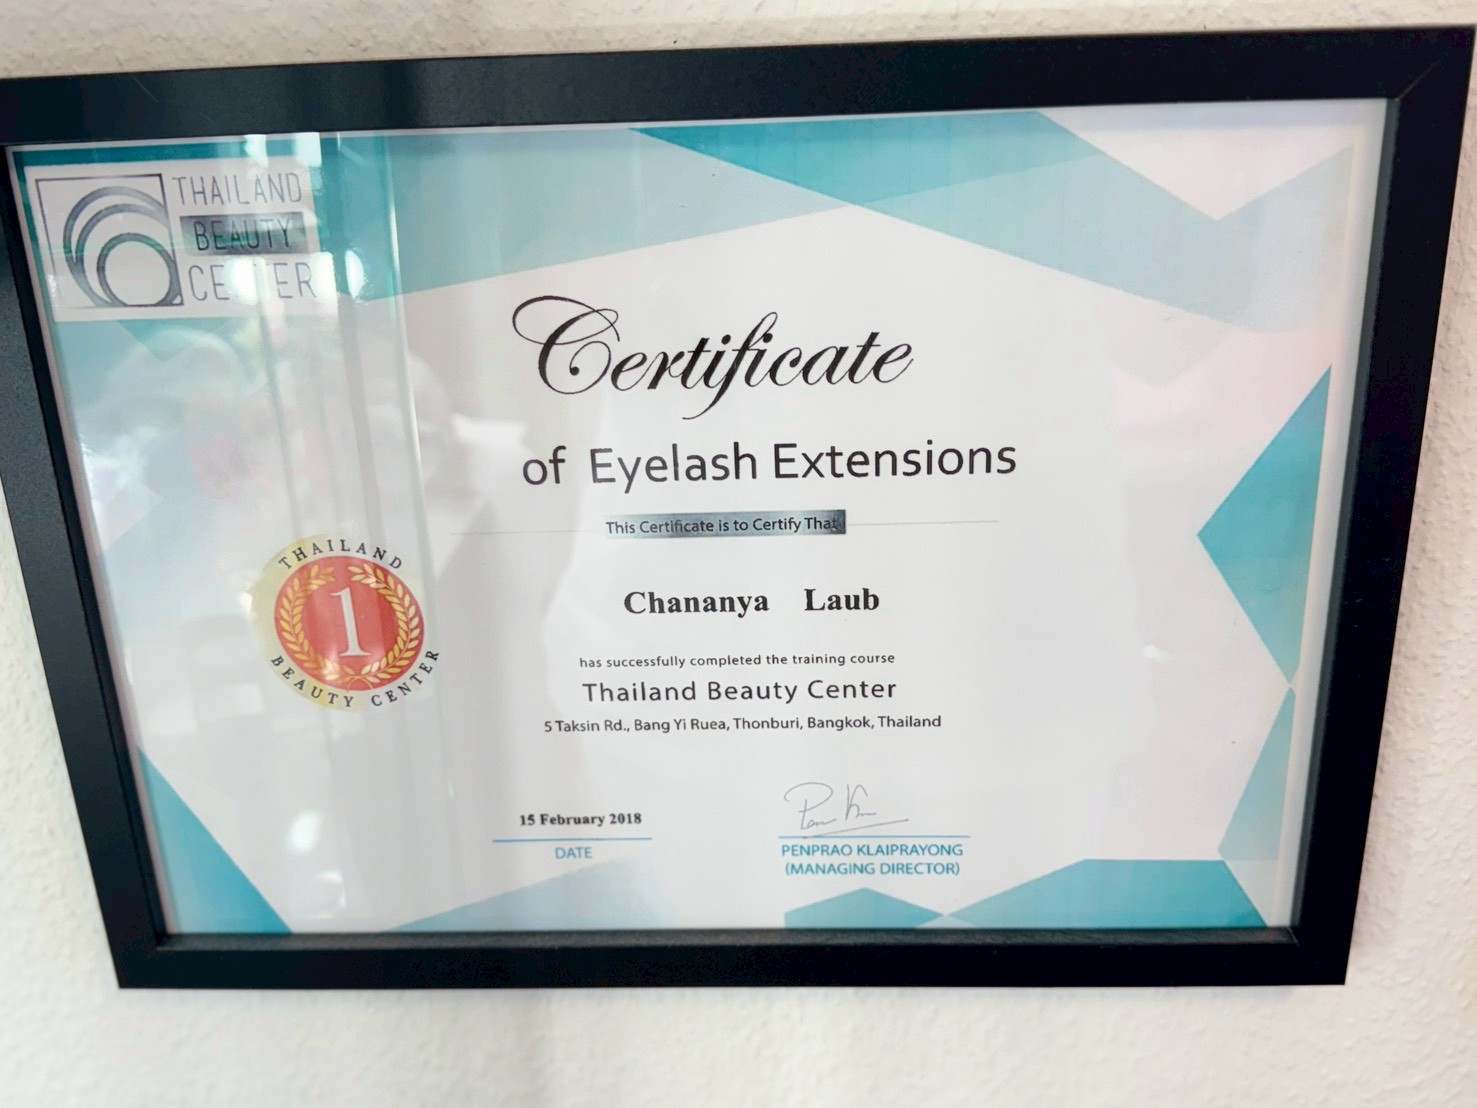 THAILAND
BEAUTY
CENTER
Certificate
of Eyelash Extensions
This Certificate is to Certify That
Chananya Laub
THAILAND
1
BEAUTY CENTER
has successfully completed the training course
Thailand Beauty Center
5 Taksin Rd., Bang Yi Ruea, Thonburi, Bangkok, Thailand
15 February 2018
DATE
PENPRAO KLAIPRAYONG
(MANAGING DIRECTOR)